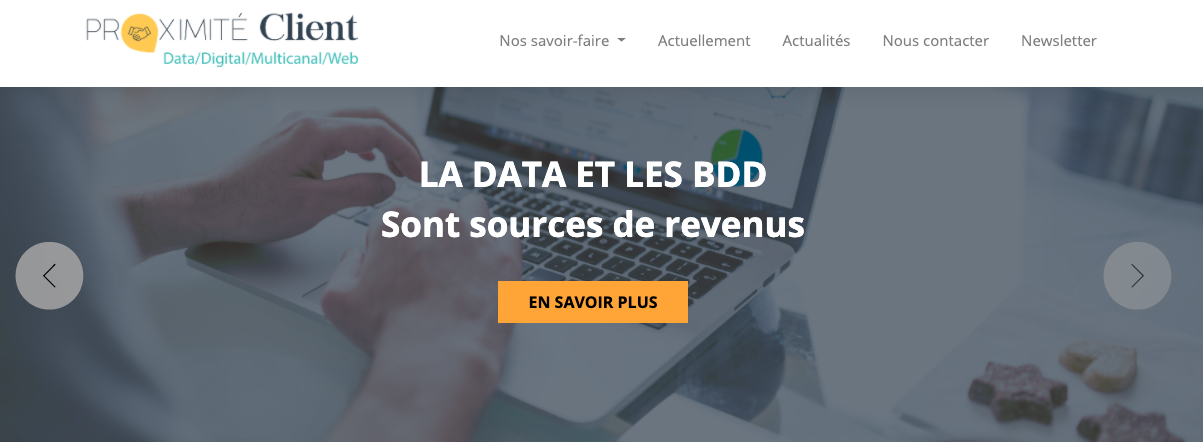 PROXIMITÉ Client
Data/Digital/Multicanal/Web
Nos savoir-faire
Actuellement
Actualités
Nous contacter
Newsletter
LA DATA ET LES BDD
Sont sources de revenus
EN SAVOIR PLUS